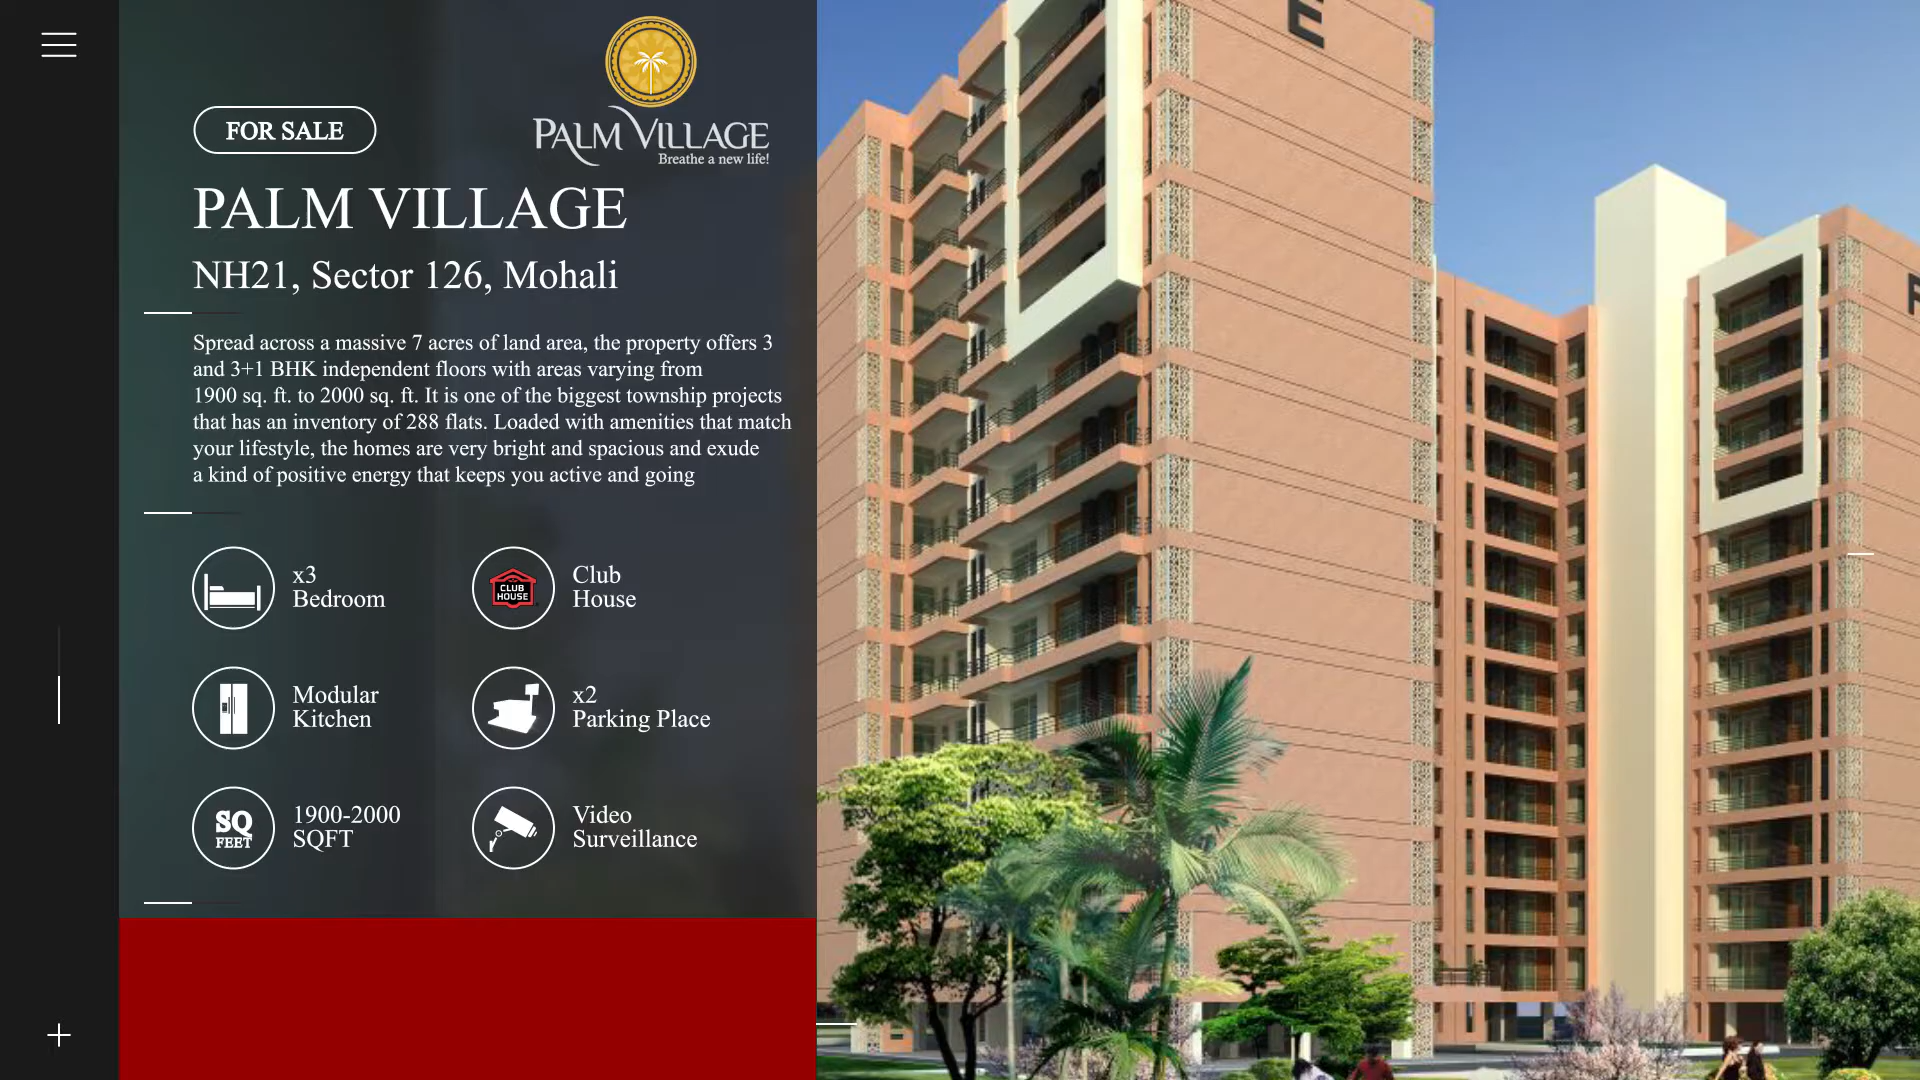 PALM VILLAGE
Breathe a new life!
FOR SALE
PALM VILLAGE
NH21, Sector 126, Mohali
Spread across a massive 7 acres of land area, the property offers 3
and 3+1 BHK independent floors with areas varying from
1900 sq. ft. to 2000 sq. ft. It is one of the biggest township projects
that has an inventory of 288 flats. Loaded with amenities that match
your lifestyle, the homes are very bright and spacious and exude
a kind of positive energy that keeps you active and going
x3
Bedroom
CLUB
HOUSE
Club
House
Modular
Kitchen
x2
Parking Place
SQ
FEET
1900-2000
SQFT
Video
Surveillance
E
F